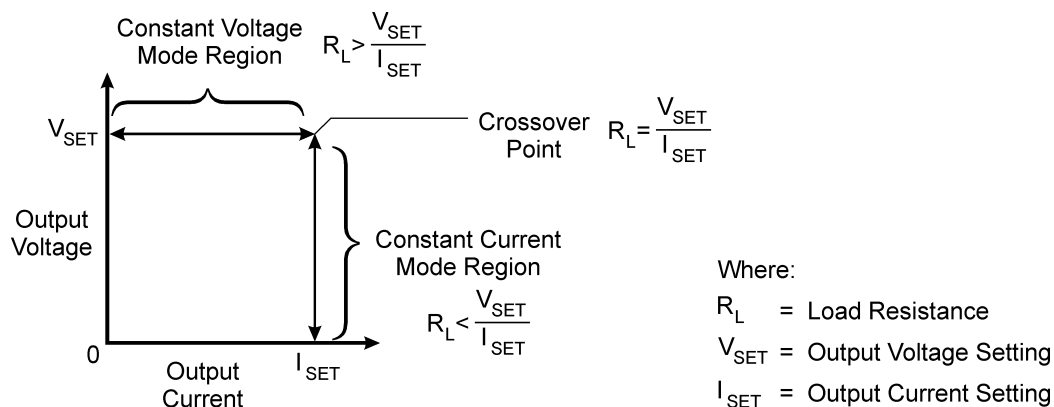 Constant Voltage
Mode Region
R_L > V_SET / I_SET
V_SET
Crossover
Point
R_L = V_SET / I_SET
Output
Voltage
Constant Current
Mode Region
R_L < V_SET / I_SET
0
I_SET
Output
Current
Where:
R_L = Load Resistance
V_SET = Output Voltage Setting
I_SET = Output Current Setting